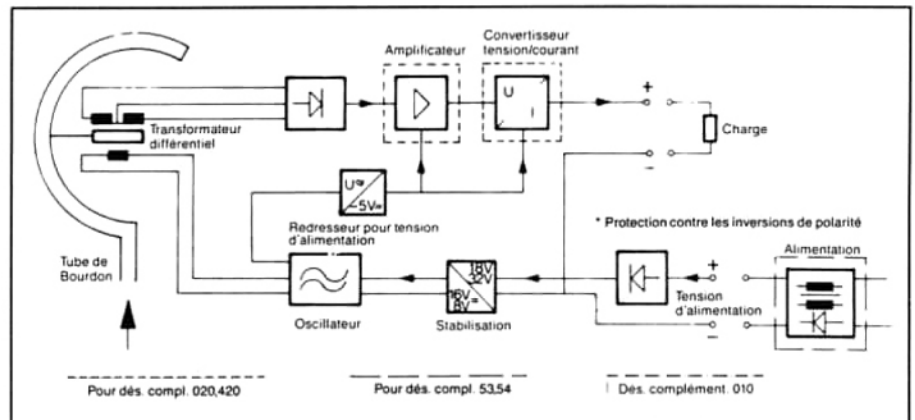 Convertisseur
tension/courant
Amplificateur
U
I
+
Transformateur
différentiel
Charge
−
U
−5V=
Redresseur pour tension
d'alimentation
* Protection contre les inversions de polarité
Tube de
Bourdon
18V
32V
16V
8V=
+
Alimentation
Tension
d'alimentation
−
Oscillateur
Stabilisation
Pour dés. compl. 020,420
Pour dés. compl. 53,54
Dés. complément. 010